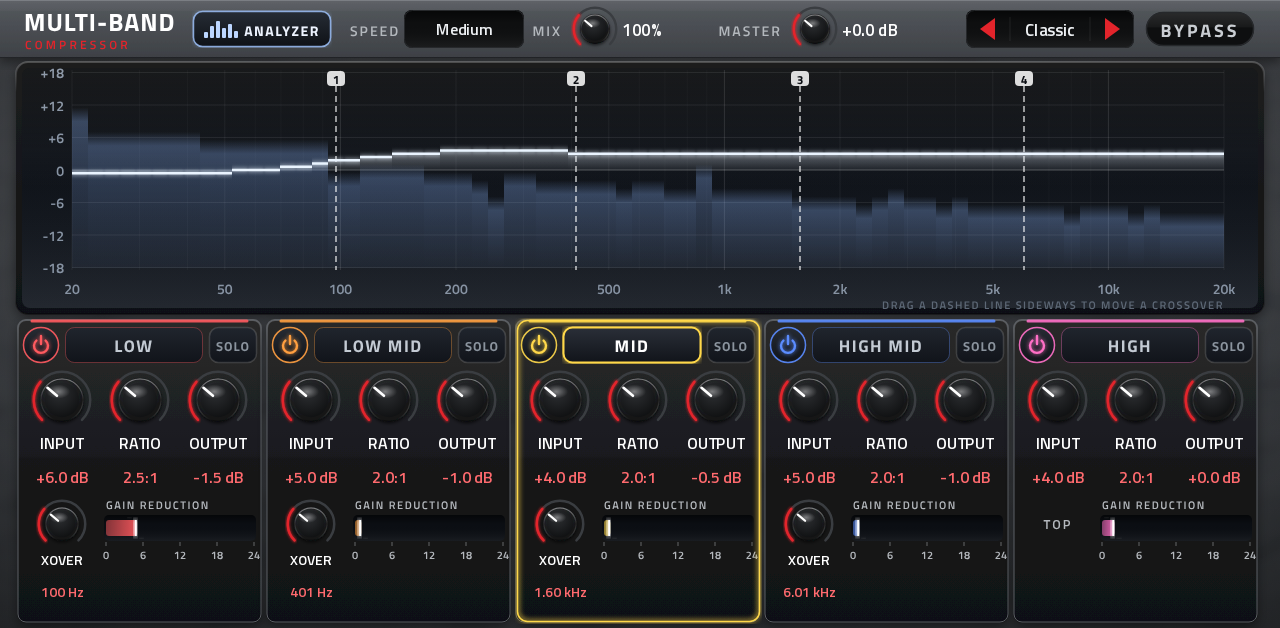 MULTI-BAND
COMPRESSOR
ANALYZER
SPEED
Medium
MIX
100%
MASTER
+0.0 dB
Classic
BYPASS
+18
+12
+6
0
-6
-12
-18
1
2
3
4
20 50 100 200 500 1k 2k 5k 10k 20k
DRAG A DASHED LINE SIDEWAYS TO MOVE A CROSSOVER
LOW SOLO
INPUT RATIO OUTPUT
+6.0 dB 2.5:1 -1.5 dB
GAIN REDUCTION
0 6 12 18 24
XOVER
100 Hz
LOW MID SOLO
INPUT RATIO OUTPUT
+5.0 dB 2.0:1 -1.0 dB
GAIN REDUCTION
0 6 12 18 24
XOVER
401 Hz
MID SOLO
INPUT RATIO OUTPUT
+4.0 dB 2.0:1 -0.5 dB
GAIN REDUCTION
0 6 12 18 24
XOVER
1.60 kHz
HIGH MID SOLO
INPUT RATIO OUTPUT
+5.0 dB 2.0:1 -1.0 dB
GAIN REDUCTION
0 6 12 18 24
XOVER
6.01 kHz
HIGH SOLO
INPUT RATIO OUTPUT
+4.0 dB 2.0:1 +0.0 dB
GAIN REDUCTION
TOP
0 6 12 18 24